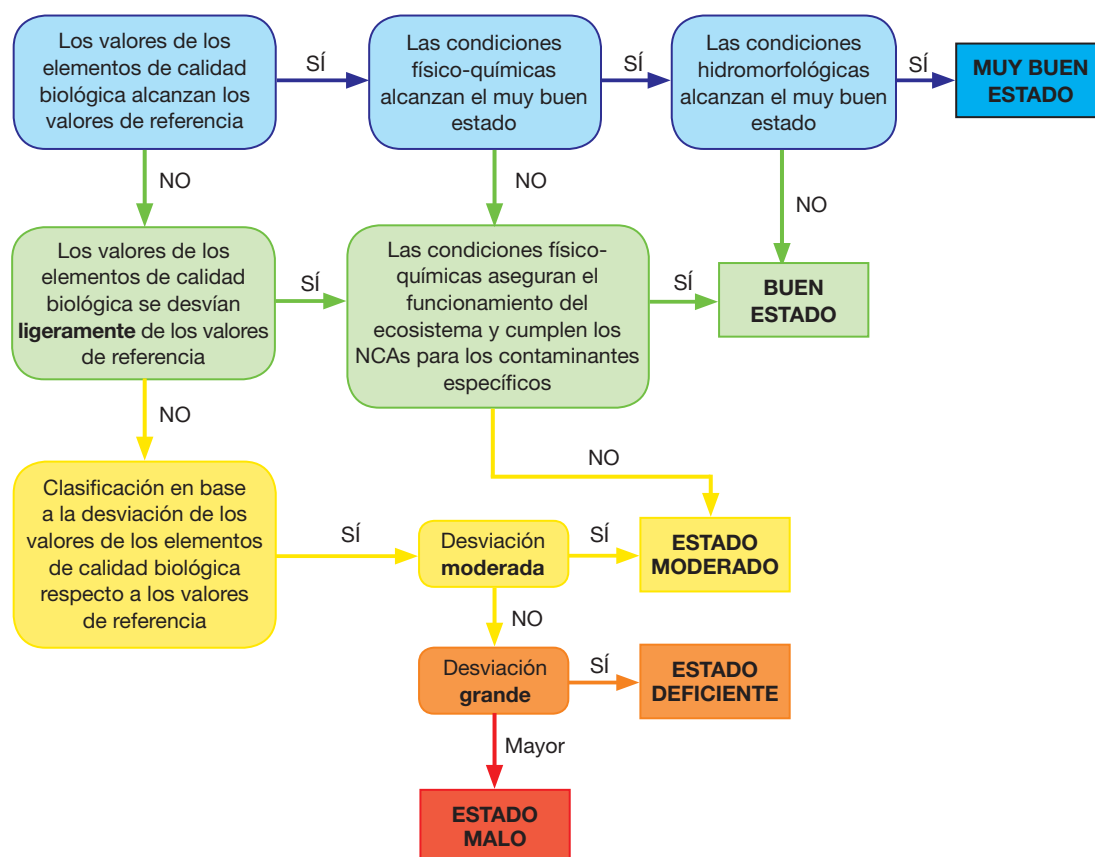 Los valores de los
elementos de calidad
biológica alcanzan los
valores de referencia
SÍ
Las condiciones
físico-químicas
alcanzan el muy buen
estado
SÍ
Las condiciones
hidromorfológicas
alcanzan el muy buen
estado
SÍ
MUY BUEN
ESTADO
NO
NO
NO
Los valores de los
elementos de calidad
biológica se desvían
ligeramente de los valores
de referencia
SÍ
Las condiciones físico-
químicas aseguran el
funcionamiento del
ecosistema y cumplen los
NCAs para los contaminantes
específicos
SÍ
BUEN
ESTADO
NO
NO
Clasificación en base
a la desviación de los
valores de los elementos
de calidad biológica
respecto a los valores
de referencia
SÍ
Desviación
moderada
SÍ
ESTADO
MODERADO
NO
Desviación
grande
SÍ
ESTADO
DEFICIENTE
Mayor
ESTADO
MALO